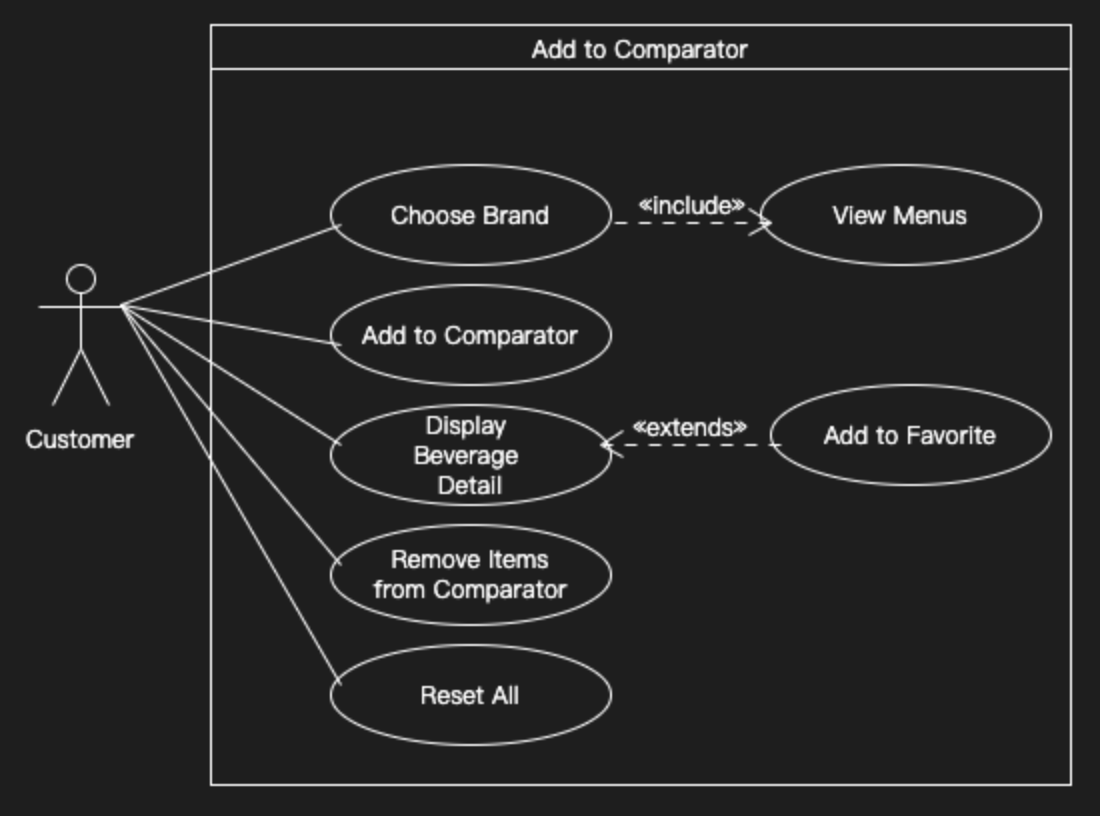 Add to Comparator
Choose Brand
«include»
View Menus
Add to Comparator
Customer
Display
Beverage
Detail
«extends»
Add to Favorite
Remove Items
from Comparator
Reset All